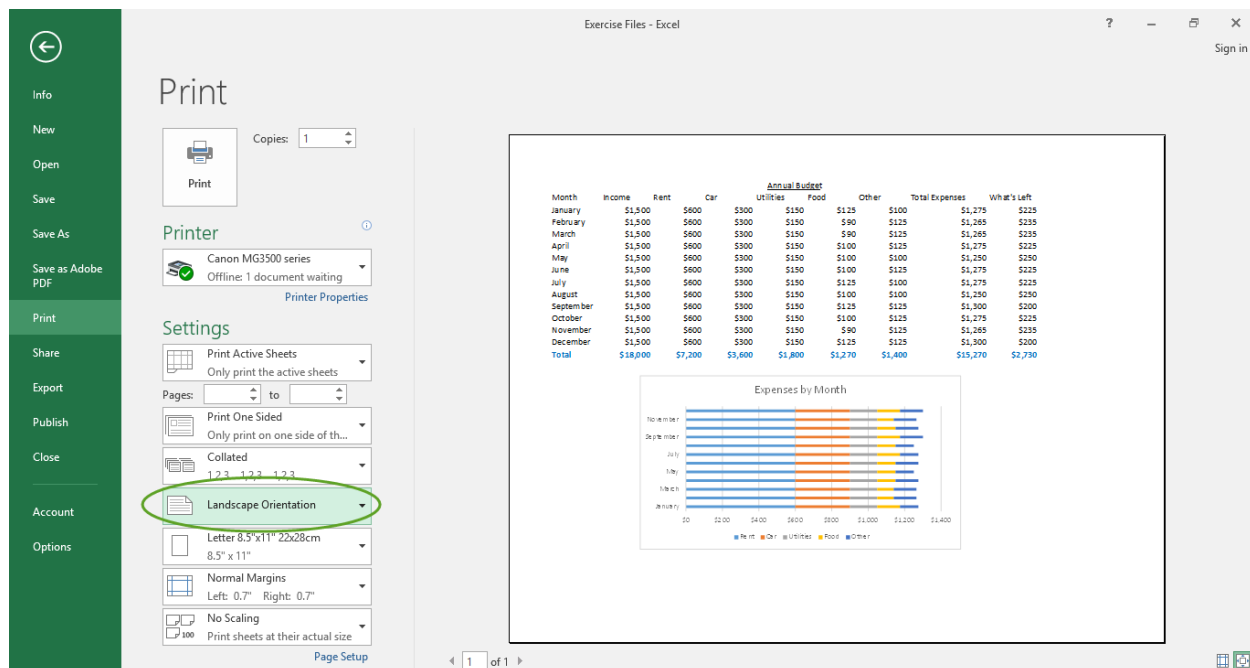 Exercise Files - Excel
?
Sign in
Info
New
Open
Save
Save As
Save as Adobe
PDF
Print
Share
Export
Publish
Close
Account
Options
Print
Print
Copies: 1
Printer
Canon MG3500 series
Offline: 1 document waiting
Printer Properties
Settings
Print Active Sheets
Only print the active sheets
Pages: to
Print One Sided
Only print on one side of th...
Collated
1,2,3 1,2,3 1,2,3
Landscape Orientation
Letter 8.5"x11" 22x28cm
8.5" x 11"
Normal Margins
Left: 0.7" Right: 0.7"
No Scaling
100 Print sheets at their actual size
Page Setup
Annual Budget
Month Income Rent Car Utilities Food Other Total Expenses What's Left
January $1,500 $600 $300 $150 $125 $100 $1,275 $225
February $1,500 $600 $300 $150 $90 $125 $1,265 $235
March $1,500 $600 $300 $150 $90 $125 $1,265 $235
April $1,500 $600 $300 $150 $100 $125 $1,275 $225
May $1,500 $600 $300 $150 $100 $100 $1,250 $250
June $1,500 $600 $300 $150 $100 $125 $1,275 $225
July $1,500 $600 $300 $150 $125 $100 $1,275 $225
August $1,500 $600 $300 $150 $100 $100 $1,250 $250
September $1,500 $600 $300 $150 $125 $125 $1,300 $200
October $1,500 $600 $300 $150 $100 $125 $1,275 $225
November $1,500 $600 $300 $150 $90 $125 $1,265 $235
December $1,500 $600 $300 $150 $125 $125 $1,300 $200
Total $18,000 $7,200 $3,600 $1,800 $1,270 $1,400 $15,270 $2,730
Expenses by Month
November
September
July
May
March
January
$0 $200 $400 $600 $800 $1,000 $1,200 $1,400
Rent Car Utilities Food Other
1 of 1